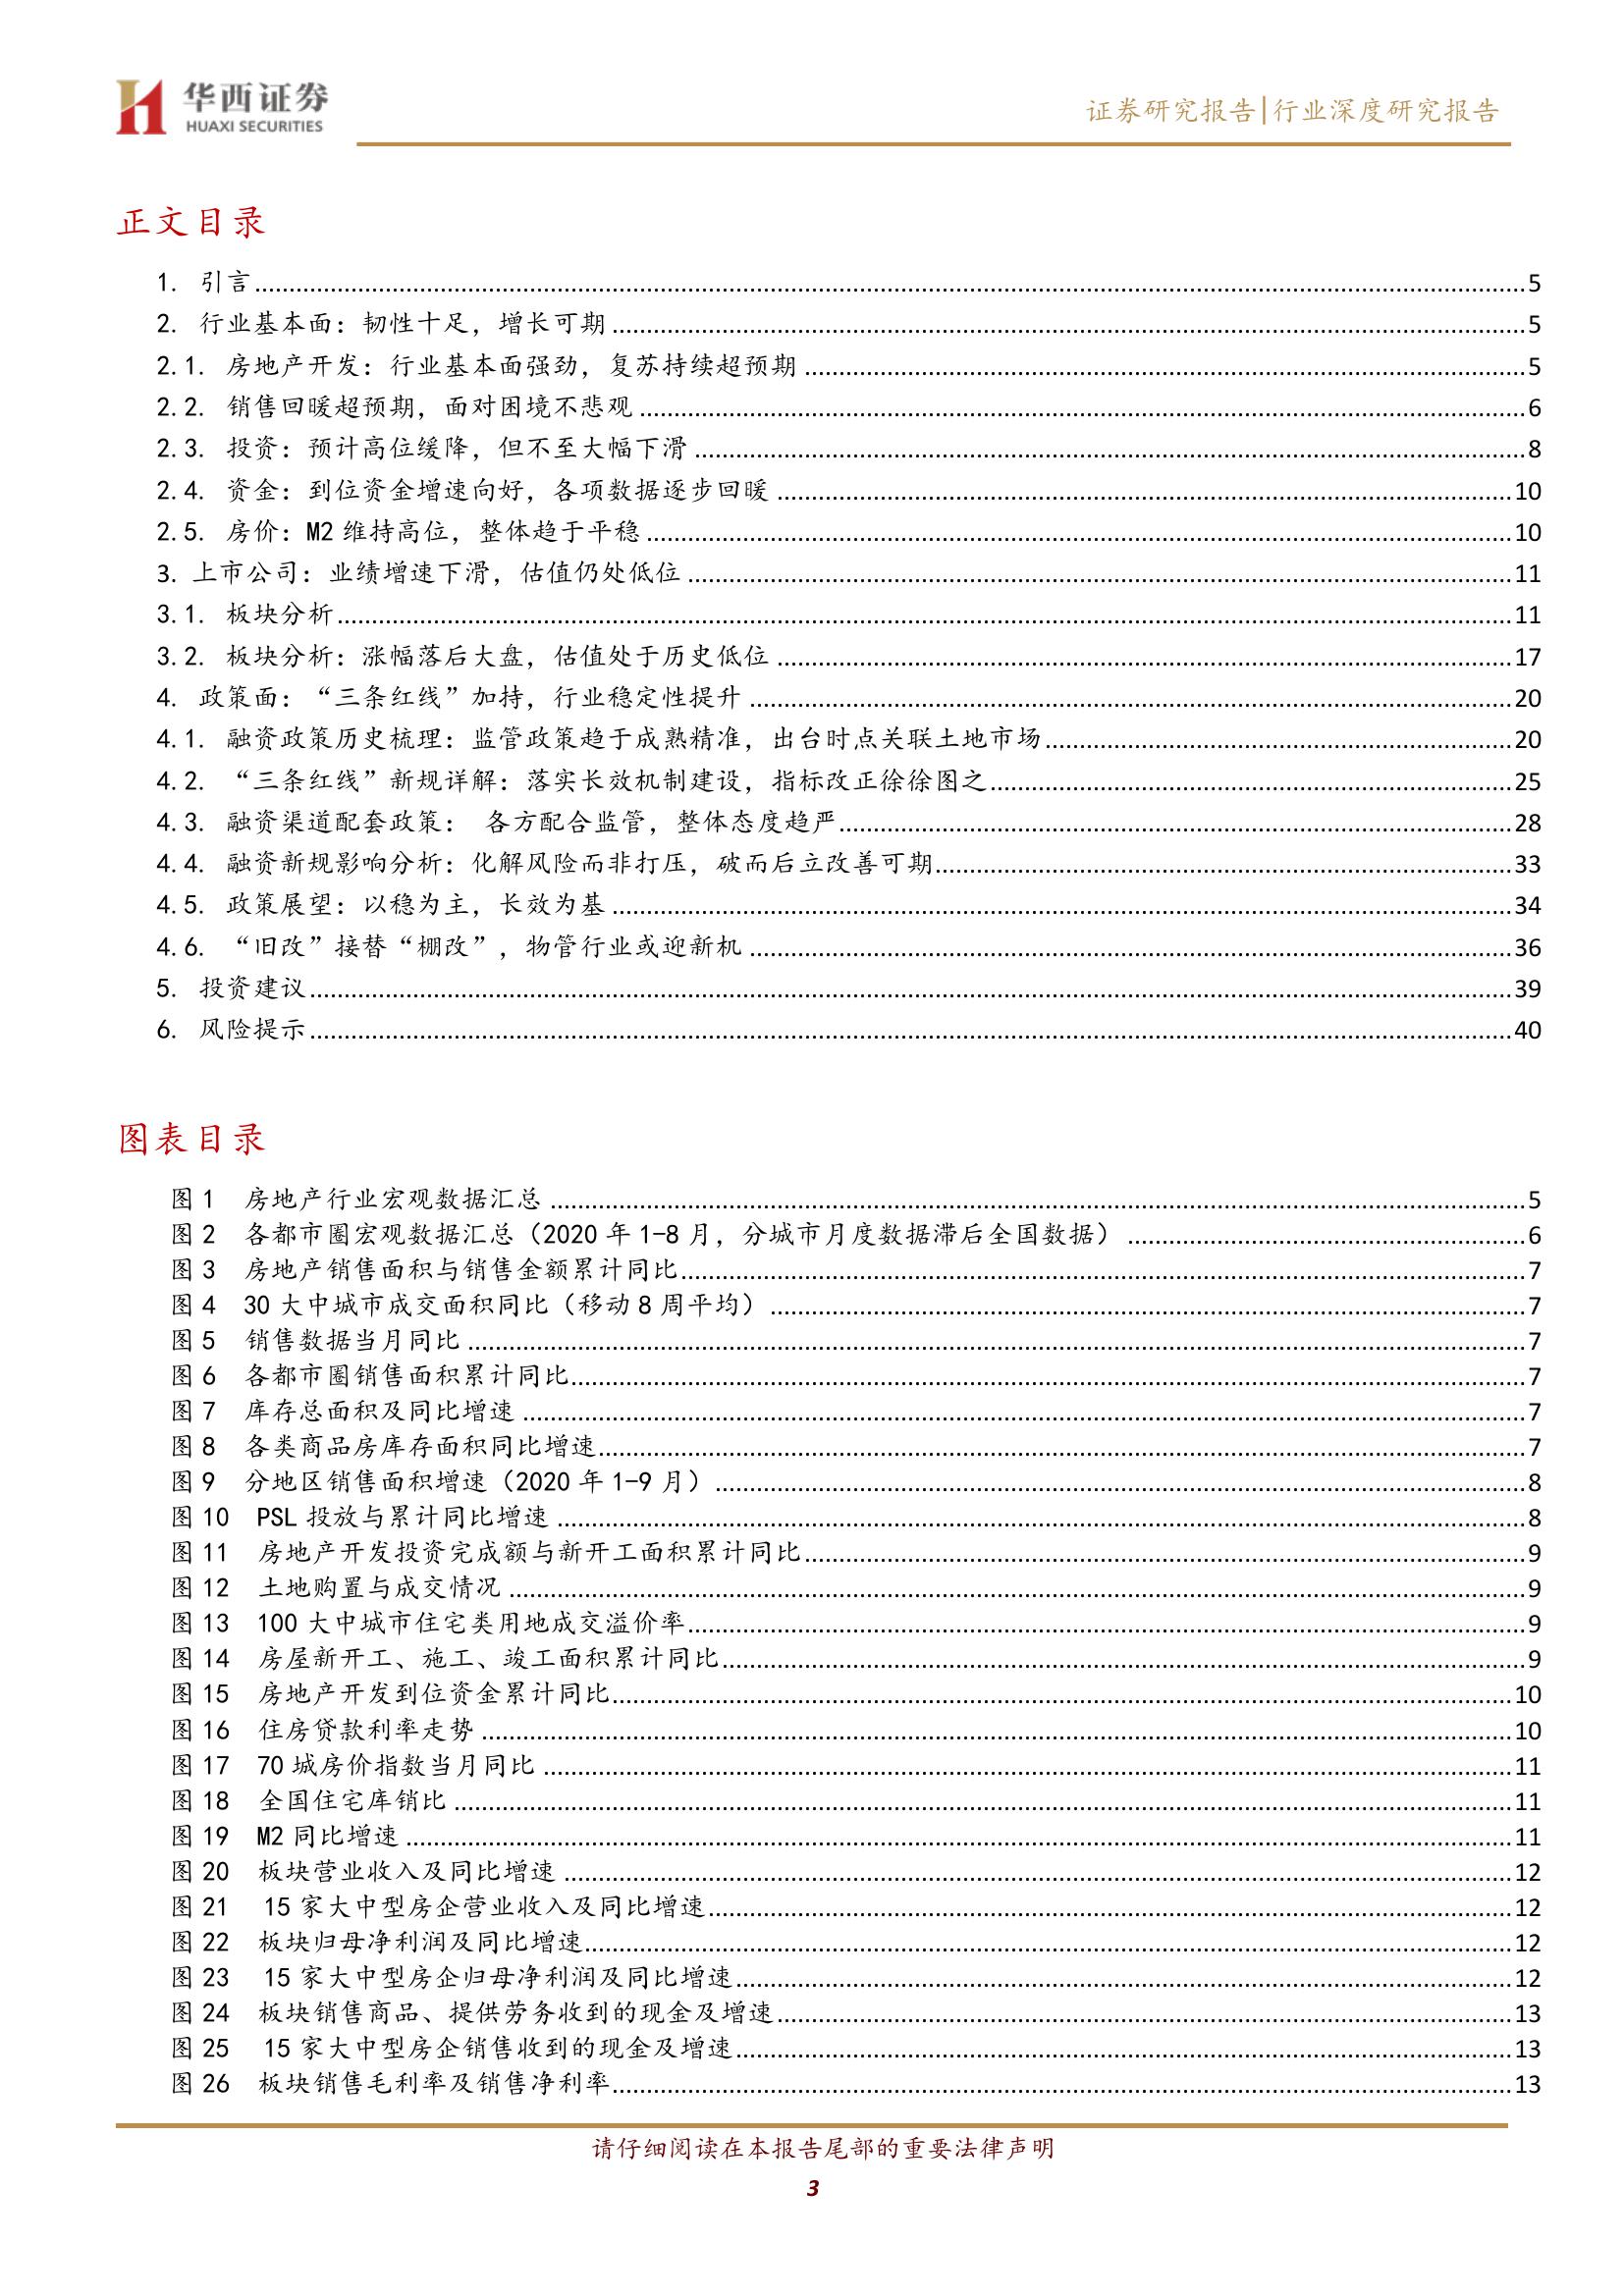 华西证券
HUAXI SECURITIES
证券研究报告|行业深度研究报告
正文目录
1. 引言 5
2. 行业基本面：韧性十足，增长可期 5
2.1. 房地产开发：行业基本面强劲，复苏持续超预期 5
2.2. 销售回暖超预期，面对困境不悲观 6
2.3. 投资：预计高位缓降，但不至大幅下滑 8
2.4. 资金：到位资金增速向好，各项数据逐步回暖 10
2.5. 房价：M2 维持高位，整体趋于平稳 10
3. 上市公司：业绩增速下滑，估值仍处低位 11
3.1. 板块分析 11
3.2. 板块分析：涨幅落后大盘，估值处于历史低位 17
4. 政策面：“三条红线”加持，行业稳定性提升 20
4.1. 融资政策历史梳理：监管政策趋于成熟精准，出台时点关联土地市场 20
4.2. “三条红线”新规详解：落实长效机制建设，指标改正徐徐图之 25
4.3. 融资渠道配套政策： 各方配合监管，整体态度趋严 28
4.4. 融资新规影响分析：化解风险而非打压，破而后立改善可期 33
4.5. 政策展望：以稳为主，长效为基 34
4.6. “旧改”接替“棚改”，物管行业或迎新机 36
5. 投资建议 39
6. 风险提示 40
图表目录
图 1 房地产行业宏观数据汇总 5
图 2 各都市圈宏观数据汇总（2020 年 1-8 月，分城市月度数据滞后全国数据） 6
图 3 房地产销售面积与销售金额累计同比 7
图 4 30 大中城市成交面积同比（移动 8 周平均） 7
图 5 销售数据当月同比 7
图 6 各都市圈销售面积累计同比 7
图 7 库存总面积及同比增速 7
图 8 各类商品房库存面积同比增速 7
图 9 分地区销售面积增速（2020 年 1-9 月） 8
图 10 PSL 投放与累计同比增速 8
图 11 房地产开发投资完成额与新开工面积累计同比 9
图 12 土地购置与成交情况 9
图 13 100 大中城市住宅类用地成交溢价率 9
图 14 房屋新开工、施工、竣工面积累计同比 9
图 15 房地产开发到位资金累计同比 10
图 16 住房贷款利率走势 10
图 17 70 城房价指数当月同比 11
图 18 全国住宅库销比 11
图 19 M2 同比增速 11
图 20 板块营业收入及同比增速 12
图 21 15 家大中型房企营业收入及同比增速 12
图 22 板块归母净利润及同比增速 12
图 23 15 家大中型房企归母净利润及同比增速 12
图 24 板块销售商品、提供劳务收到的现金及增速 13
图 25 15 家大中型房企销售收到的现金及增速 13
图 26 板块销售毛利率及销售净利率 13
请仔细阅读在本报告尾部的重要法律声明
3